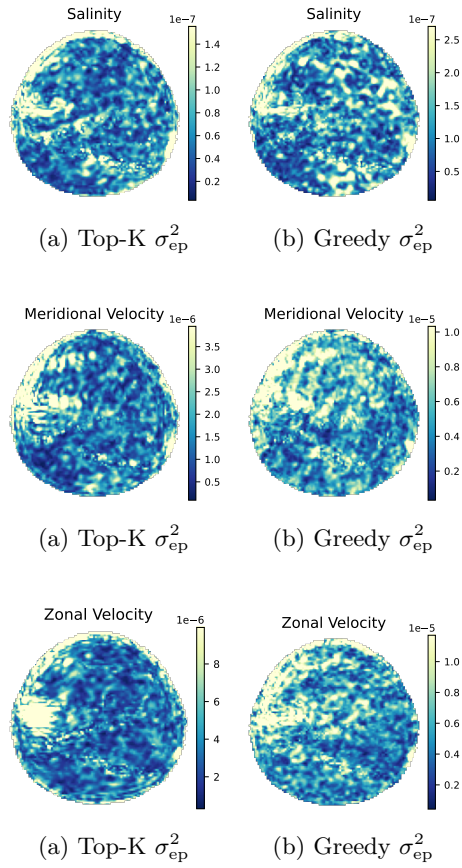 Salinity
1e−7
1.4
1.2
1.0
0.8
0.6
0.4
0.2
(a) Top-K σ²ep
Salinity
1e−7
2.5
2.0
1.5
1.0
0.5
(b) Greedy σ²ep
Meridional Velocity
1e−6
3.5
3.0
2.5
2.0
1.5
1.0
0.5
(a) Top-K σ²ep
Meridional Velocity
1e−5
1.0
0.8
0.6
0.4
0.2
(b) Greedy σ²ep
Zonal Velocity
1e−6
8
6
4
2
(a) Top-K σ²ep
Zonal Velocity
1e−5
1.0
0.8
0.6
0.4
0.2
(b) Greedy σ²ep